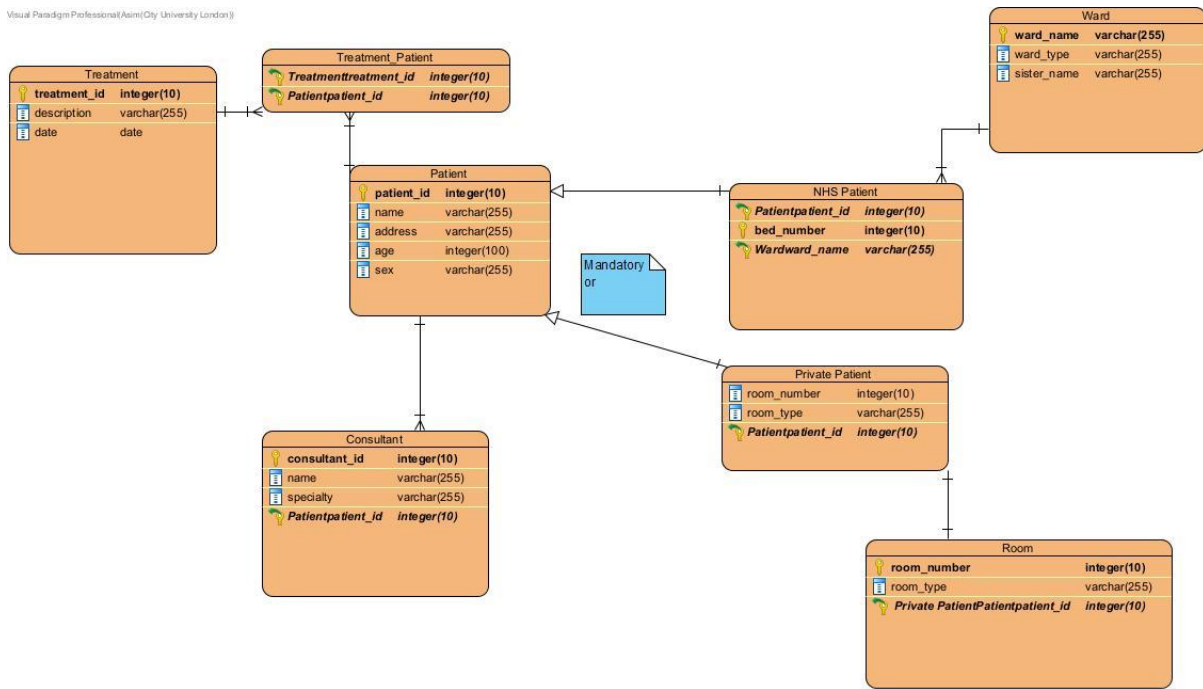 Visual Paradigm Professional(Asim(City University London))
Treatment
treatment_id integer(10)
description varchar(255)
date date
Treatment_Patient
Treatmenttreatment_id integer(10)
Patientpatient_id integer(10)
Ward
ward_name varchar(255)
ward_type varchar(255)
sister_name varchar(255)
Patient
patient_id integer(10)
name varchar(255)
address varchar(255)
age integer(100)
sex varchar(255)
NHS Patient
Patientpatient_id integer(10)
bed_number integer(10)
Wardward_name varchar(255)
Mandatory
or
Private Patient
room_number integer(10)
room_type varchar(255)
Patientpatient_id integer(10)
Consultant
consultant_id integer(10)
name varchar(255)
specialty varchar(255)
Patientpatient_id integer(10)
Room
room_number integer(10)
room_type varchar(255)
Private PatientPatientpatient_id integer(10)